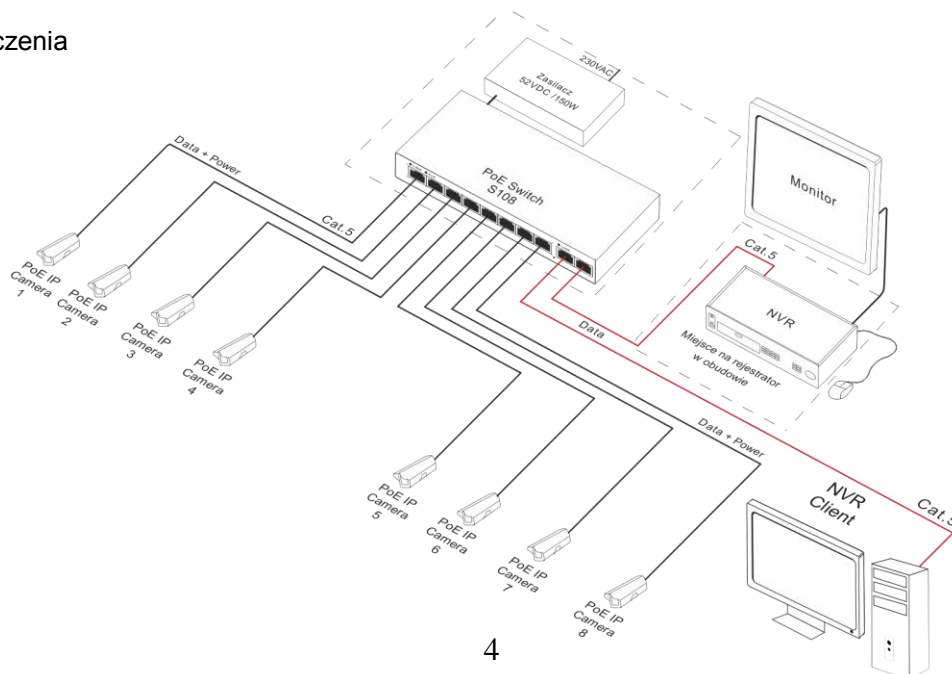 czenia
230VAC
Zasilacz
52VDC /150W
PoE Switch
S108
Data + Power
Cat.5
Monitor
Cat.5
NVR
Miejsce na rejestrator
w obudowie
Data
PoE IP
Camera
1
PoE IP
Camera
2
PoE IP
Camera
3
PoE IP
Camera
4
Data + Power
PoE IP
Camera
5
PoE IP
Camera
6
PoE IP
Camera
7
PoE IP
Camera
8
NVR
Client
Cat.5
4